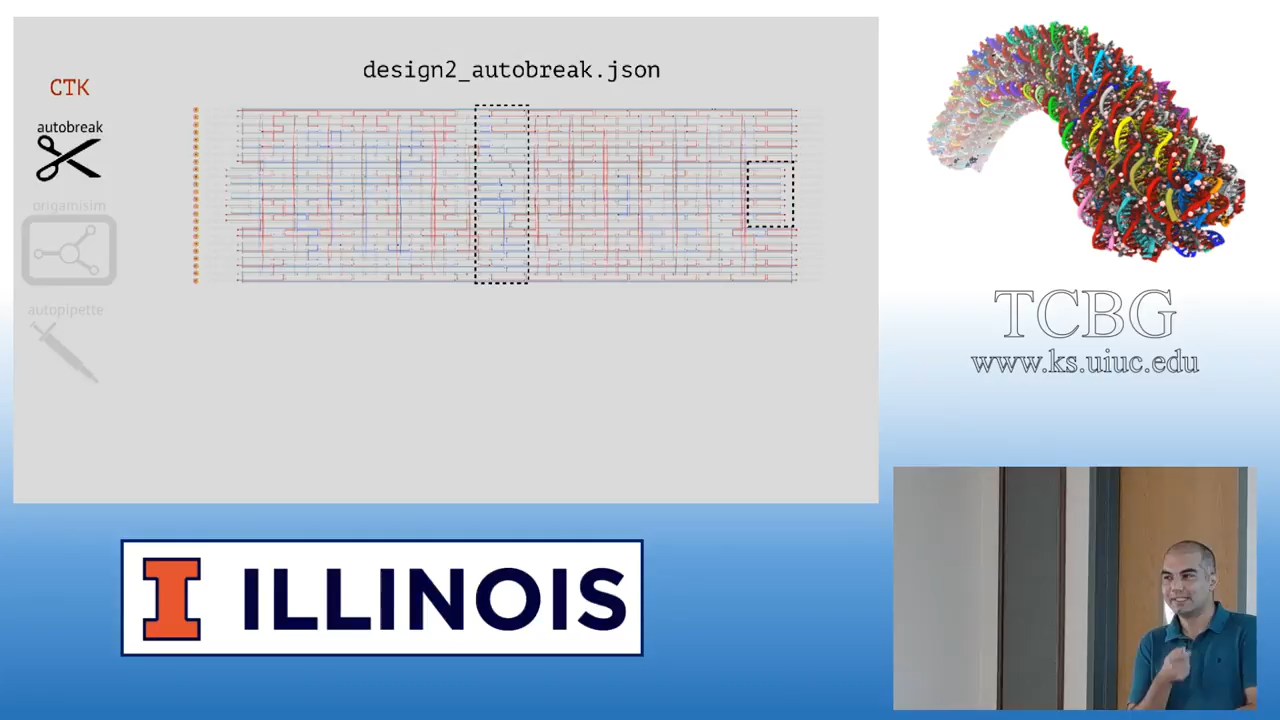 design2_autobreak.json
CTK
autobreak
origamisim
autopipette
TCBG
www.ks.uiuc.edu
I ILLINOIS